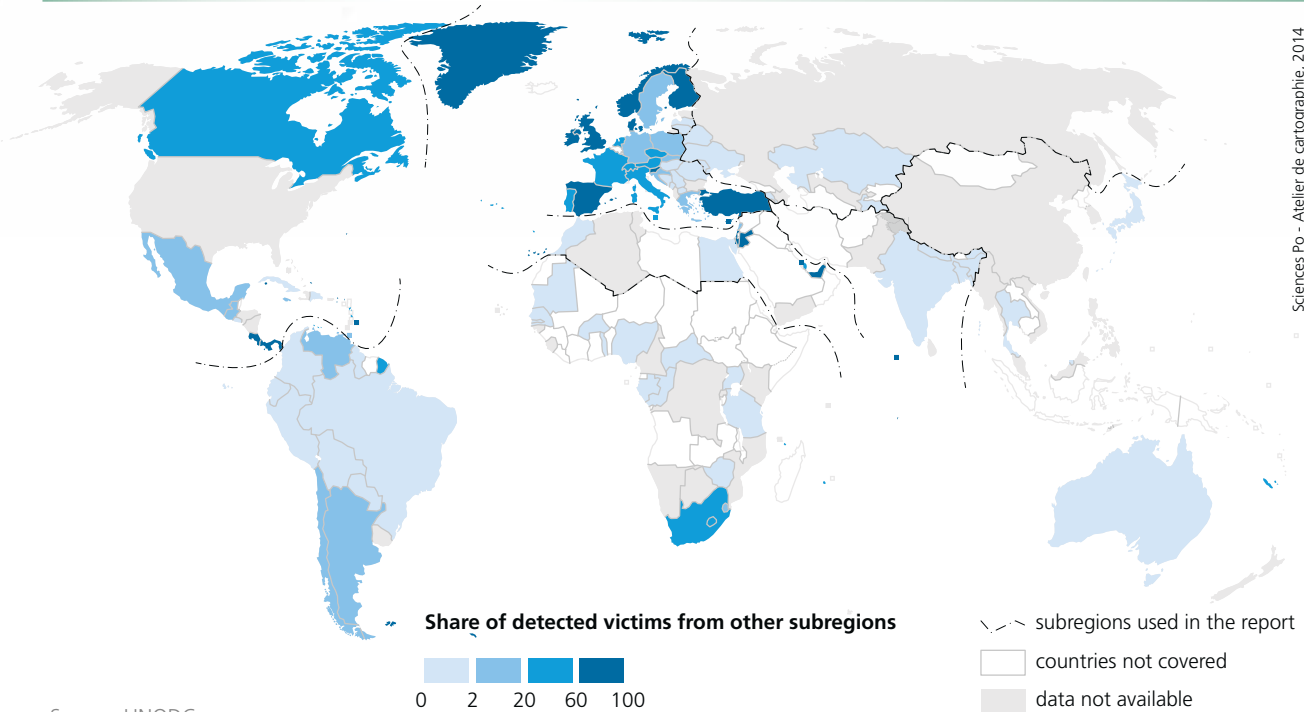 Sciences Po - Atelier de cartographie, 2014
Share of detected victims from other subregions
0 2 20 60 100
subregions used in the report
countries not covered
data not available